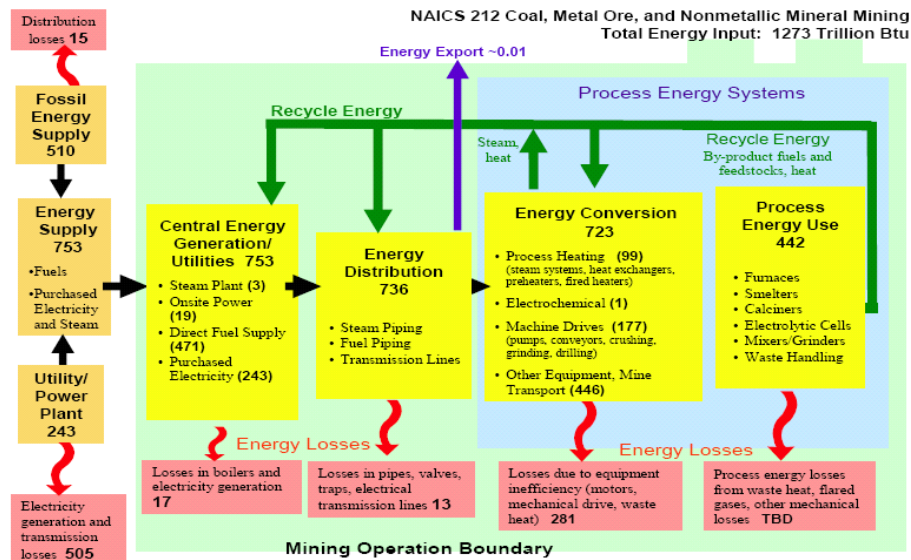 NAICS 212 Coal, Metal Ore, and Nonmetallic Mineral Mining
Total Energy Input: 1273 Trillion Btu
Distribution
losses 15
Fossil
Energy
Supply
510
Energy
Supply
753
•Fuels
•Purchased
Electricity
and Steam
Utility/
Power
Plant
243
Electricity
generation and
transmission
losses 505
Energy Export ~0.01
Recycle Energy
Process Energy Systems
Steam,
heat
Recycle Energy
By-product fuels and
feedstocks, heat
Central Energy
Generation/
Utilities 753
• Steam Plant (3)
• Onsite Power
(19)
• Direct Fuel Supply
(471)
• Purchased
Electricity (243)
Energy
Distribution
736
• Steam Piping
• Fuel Piping
• Transmission Lines
Energy Conversion
723
• Process Heating (99)
(steam systems, heat exchangers,
preheaters, fired heaters)
• Electrochemical (1)
• Machine Drives (177)
(pumps, conveyors, crushing,
grinding, drilling)
• Other Equipment, Mine
Transport (446)
Process
Energy Use
442
• Furnaces
• Smelters
• Calciners
• Electrolytic Cells
• Mixers/Grinders
• Waste Handling
Energy Losses
Energy Losses
Losses in boilers and
electricity generation
17
Losses in pipes, valves,
traps, electrical
transmission lines 13
Losses due to equipment
inefficiency (motors,
mechanical drive, waste
heat) 281
Process energy losses
from waste heat, flared
gases, other mechanical
losses TBD
Mining Operation Boundary